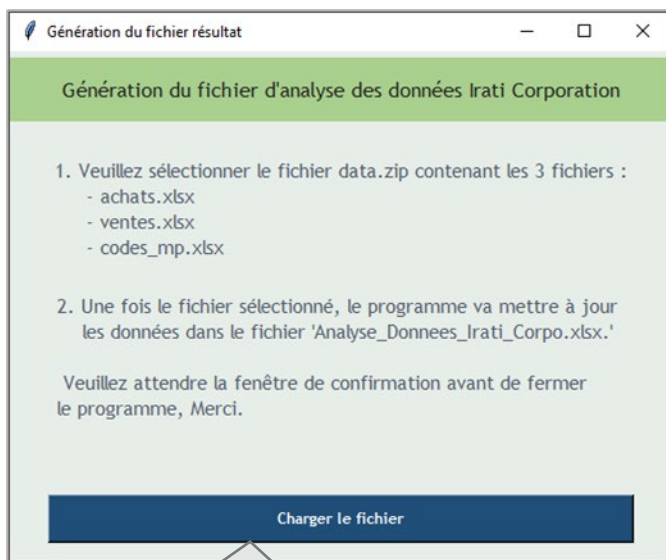 Génération du fichier résultat
Génération du fichier d'analyse des données Irati Corporation
1. Veuillez sélectionner le fichier data.zip contenant les 3 fichiers :
- achats.xlsx
- ventes.xlsx
- codes_mp.xlsx
2. Une fois le fichier sélectionné, le programme va mettre à jour
les données dans le fichier 'Analyse_Donnees_Irati_Corpo.xlsx.'
Veuillez attendre la fenêtre de confirmation avant de fermer
le programme, Merci.
Charger le fichier